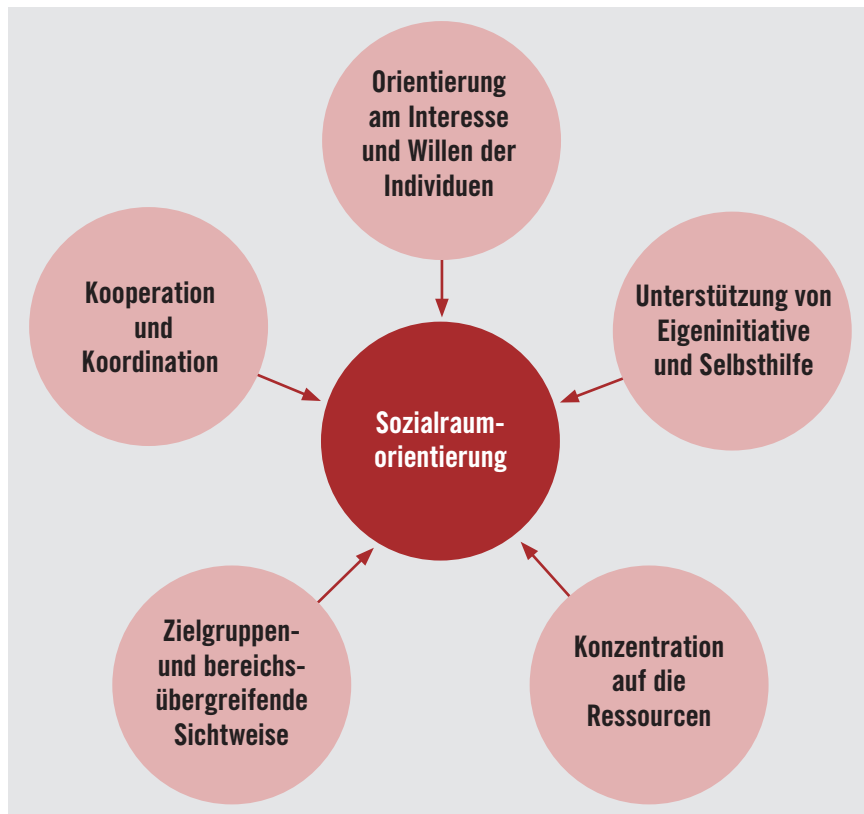 Orientierung
am Interesse
und Willen der
Individuen
Kooperation
und
Koordination
Unterstützung von
Eigeninitiative
und Selbsthilfe
Sozialraum-
orientierung
Zielgruppen-
und bereichs-
übergreifende
Sichtweise
Konzentration
auf die
Ressourcen